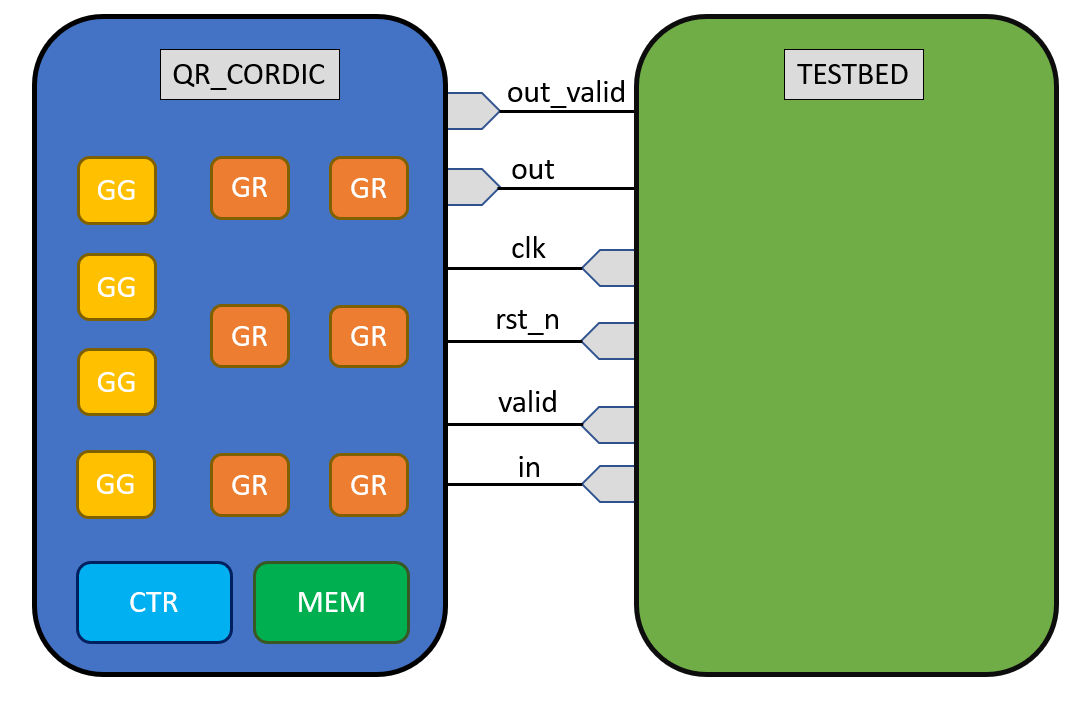 QR_CORDIC
TESTBED
out_valid
out
clk
rst_n
valid
in
GG
GR
GR
GG
GR
GR
GG
GG
GR
GR
CTR
MEM